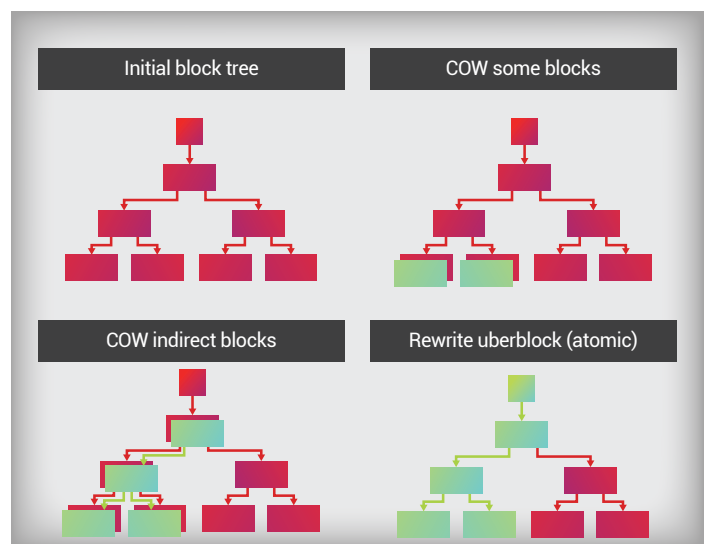 Initial block tree
COW some blocks
COW indirect blocks
Rewrite uberblock (atomic)